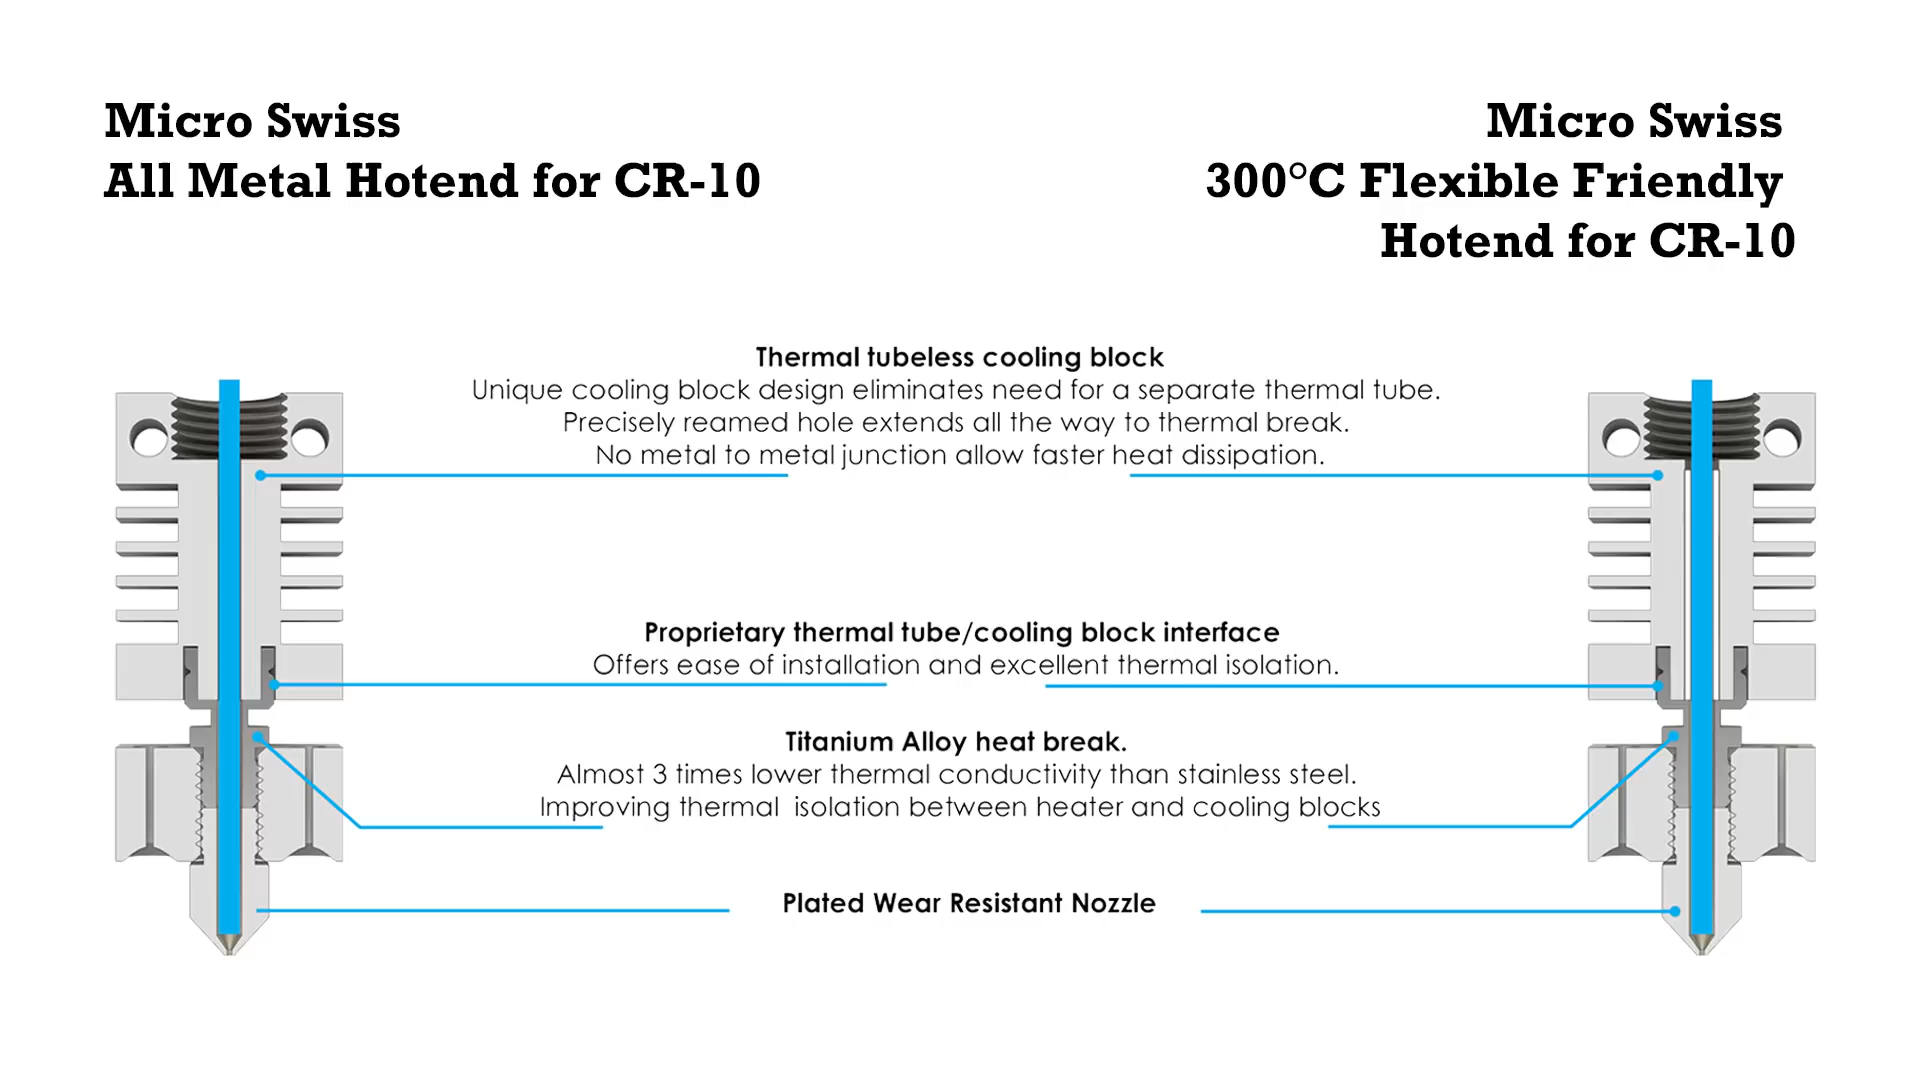 Micro Swiss
All Metal Hotend for CR-10
Micro Swiss
300°C Flexible Friendly
Hotend for CR-10
Thermal tubeless cooling block
Unique cooling block design eliminates need for a separate thermal tube.
Precisely reamed hole extends all the way to thermal break.
No metal to metal junction allow faster heat dissipation.
Proprietary thermal tube/cooling block interface
Offers ease of installation and excellent thermal isolation.
Titanium Alloy heat break.
Almost 3 times lower thermal conductivity than stainless steel.
Improving thermal  isolation between heater and cooling blocks
Plated Wear Resistant Nozzle